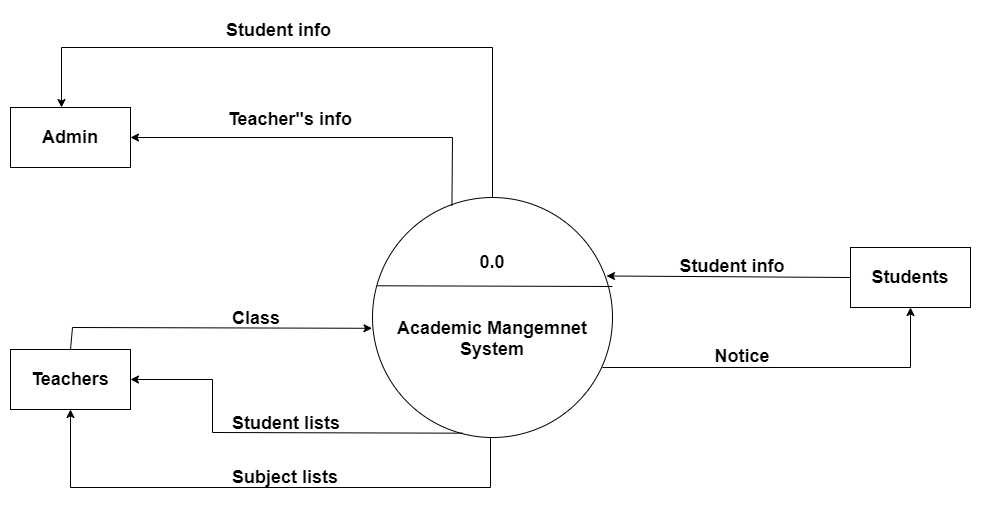 Student info
Teacher"s info
Admin
0.0
Student info
Students
Class
Academic Mangemnet
System
Notice
Teachers
Student lists
Subject lists